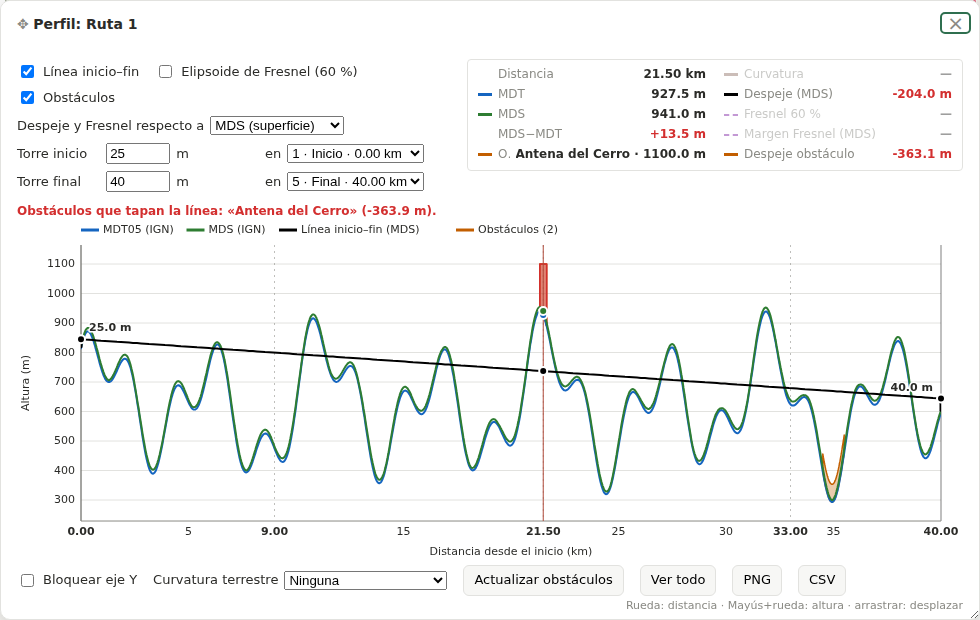 ✥ Perfil: Ruta 1
Línea inicio–fin
Elipsoide de Fresnel (60 %)
Obstáculos
Despeje y Fresnel respecto a MDS (superficie)
Torre inicio 25 m en 1 · Inicio · 0.00 km
Torre final 40 m en 5 · Final · 40.00 km
Distancia 21.50 km
MDT 927.5 m
MDS 941.0 m
MDS−MDT +13.5 m
O. Antena del Cerro · 1100.0 m
Curvatura —
Despeje (MDS) -204.0 m
Fresnel 60 % —
Margen Fresnel (MDS) —
Despeje obstáculo -363.1 m
Obstáculos que tapan la línea: «Antena del Cerro» (-363.9 m).
MDT05 (IGN) MDS (IGN) Línea inicio–fin (MDS) Obstáculos (2)
1100
1000
900
800
700
600
500
400
300
Altura (m)
25.0 m
40.0 m
0.00 5 9.00 15 21.50 25 30 33.00 35 40.00
Distancia desde el inicio (km)
Bloquear eje Y Curvatura terrestre Ninguna Actualizar obstáculos Ver todo PNG CSV
Rueda: distancia · Mayús+rueda: altura · arrastrar: desplazar